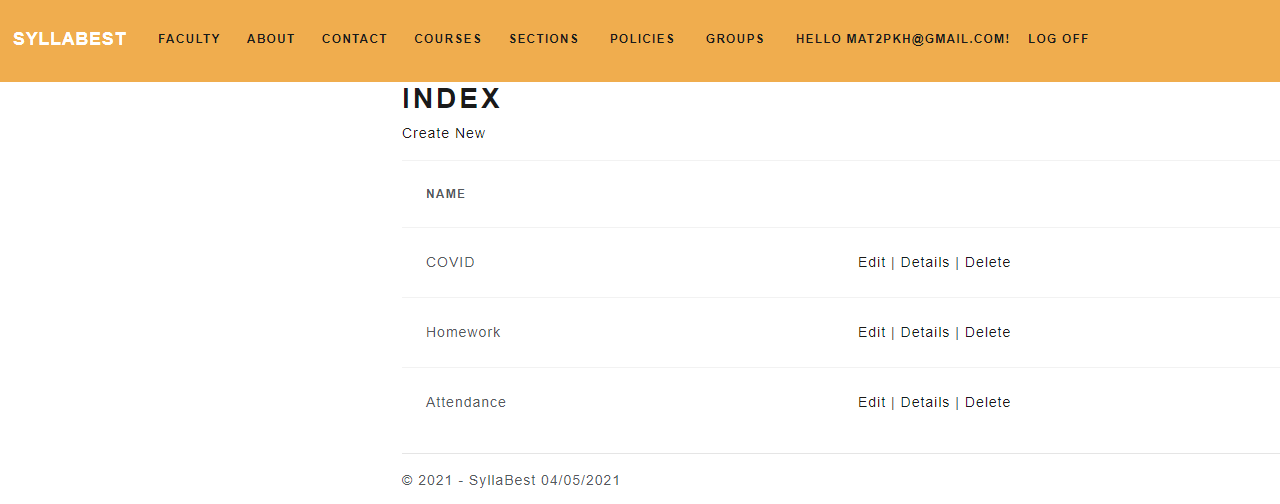 SYLLABEST FACULTY ABOUT CONTACT COURSES SECTIONS POLICIES GROUPS HELLO MAT2PKH@GMAIL.COM! LOG OFF
INDEX
Create New
NAME
COVID Edit | Details | Delete
Homework Edit | Details | Delete
Attendance Edit | Details | Delete
© 2021 - SyllaBest 04/05/2021